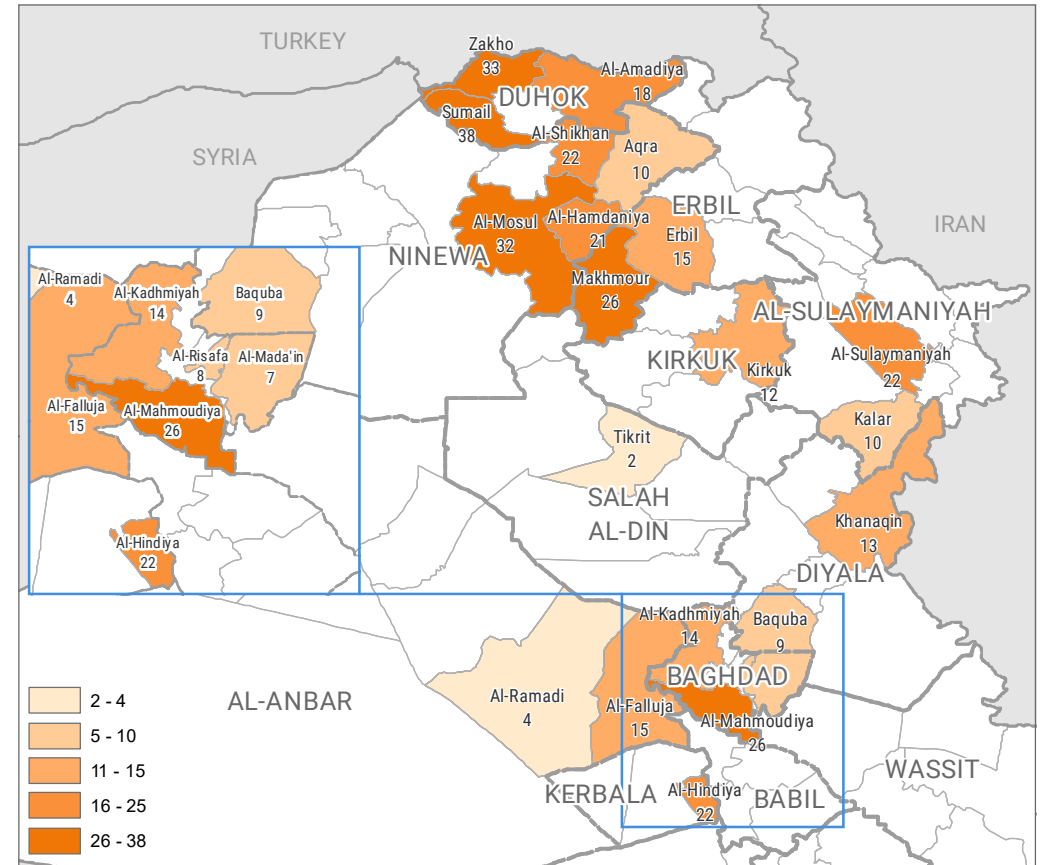 TURKEY
Zakho
33
Al-Amadiya
18
DUHOK
Sumail
38
Al-Shikhan
22
Aqra
10
SYRIA
ERBIL
IRAN
Al-Mosul
32
Al-Hamdaniya
21
Erbil
15
NINEWA
Makhmour
26
AL-SULAYMANIYAH
Al-Sulaymaniyah
22
KIRKUK
Kirkuk
12
Kalar
10
Tikrit
2
SALAH
AL-DIN
Khanaqin
13
DIYALA
Al-Ramadi
4
Al-Kadhmiyah
14
Baquba
9
Al-Risafa
8
Al-Mada'in
7
Al-Falluja
15
Al-Mahmoudiya
26
Al-Hindiya
22
Al-Kadhmiyah
14
Baquba
9
BAGHDAD
Al-Ramadi
4
Al-Falluja
15
Al-Mahmoudiya
26
AL-ANBAR
WASSIT
KERBALA
Al-Hindiya
22
BABIL
2 - 4
5 - 10
11 - 15
16 - 25
26 - 38